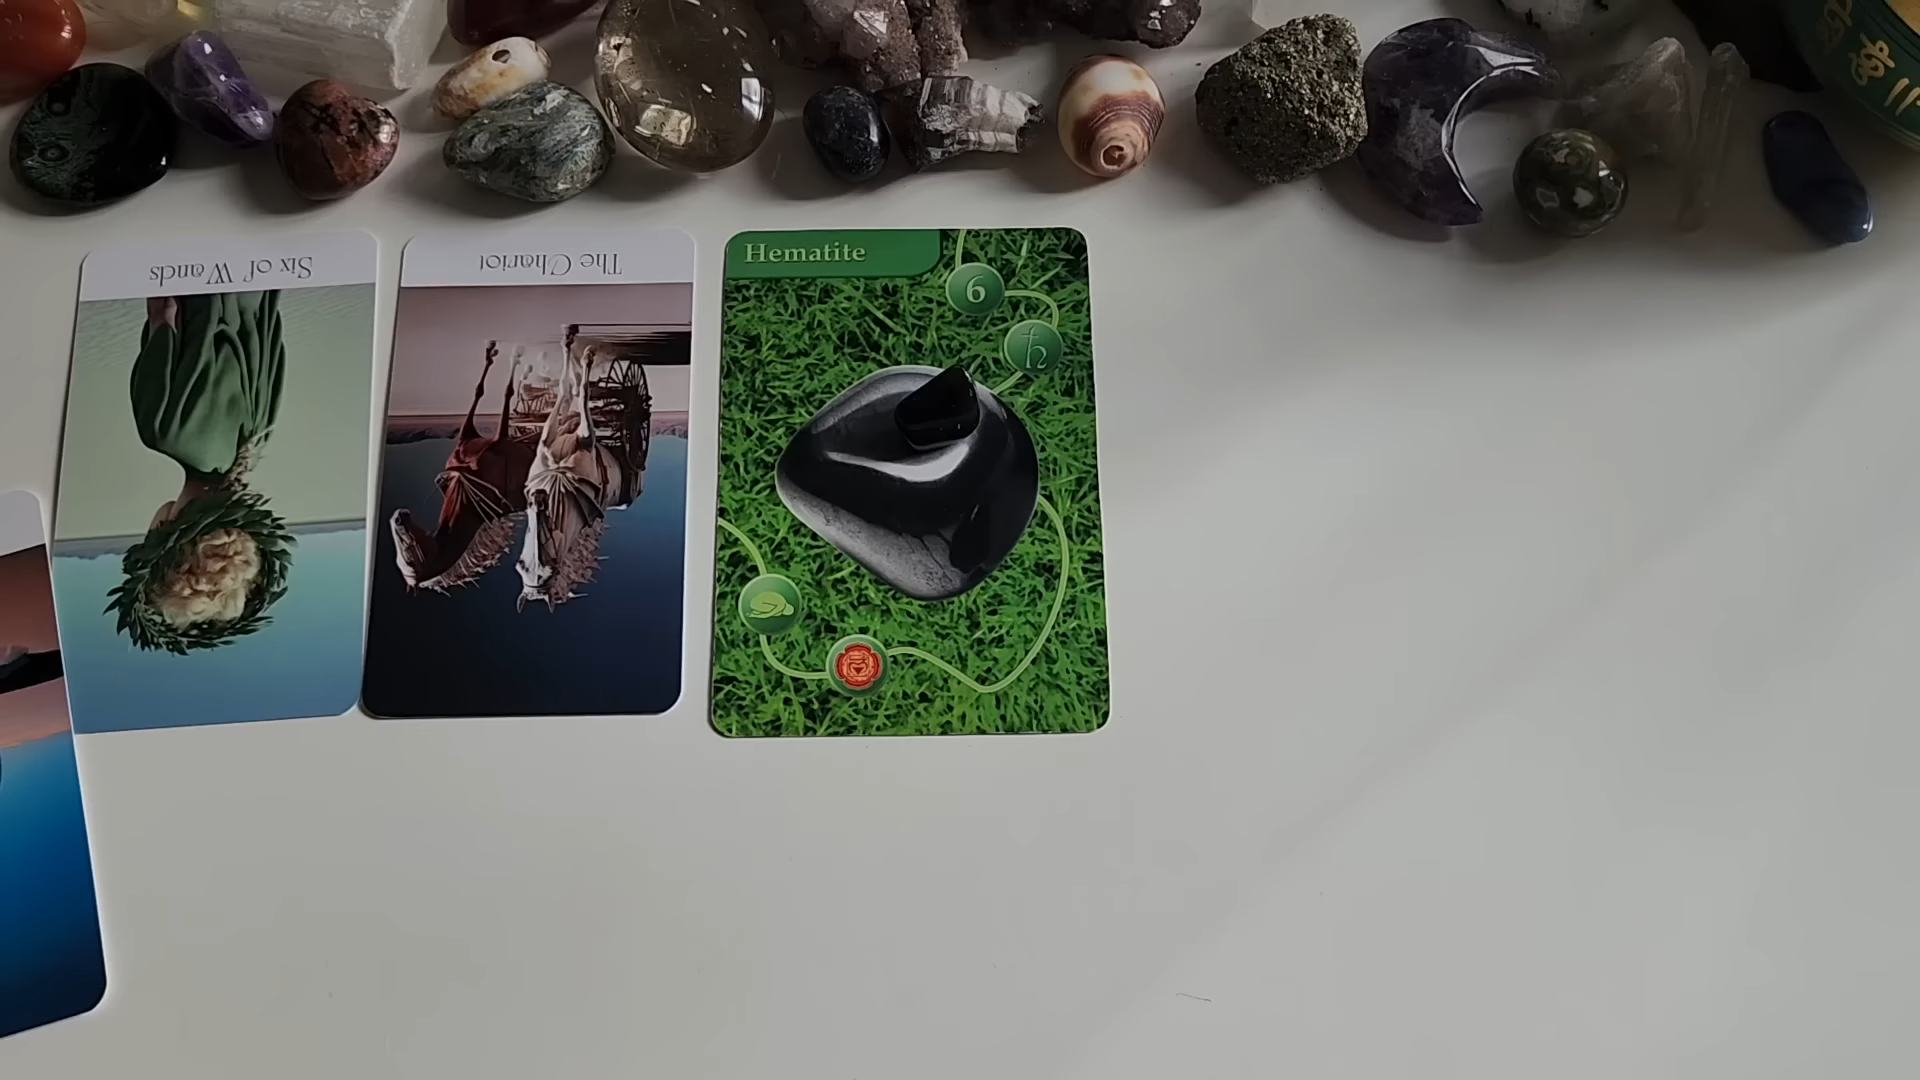 Six of Wands
The Chariot
Hematite
6
♄